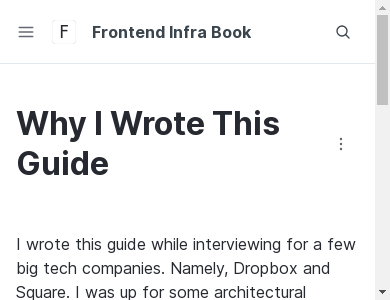 F Frontend Infra Book
Why I Wrote This
Guide
I wrote this guide while interviewing for a few
big tech companies. Namely, Dropbox and
Square. I was up for some architectural